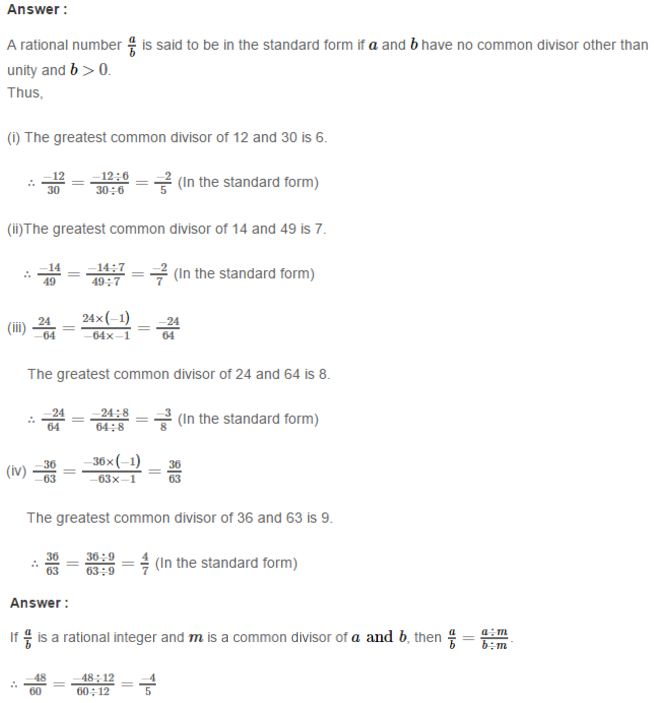 Answer :
A rational number $\frac{a}{b}$ is said to be in the standard form if $a$ and $b$ have no common divisor other than
unity and $b > 0$.
Thus,
(i) The greatest common divisor of 12 and 30 is 6.
$\therefore \frac{-12}{30} = \frac{-12 \div 6}{30 \div 6} = \frac{-2}{5}$ (In the standard form)
(ii)The greatest common divisor of 14 and 49 is 7.
$\therefore \frac{-14}{49} = \frac{-14 \div 7}{49 \div 7} = \frac{-2}{7}$ (In the standard form)
(iii) $\frac{24}{-64} = \frac{24 \times (-1)}{-64 \times -1} = \frac{-24}{64}$
The greatest common divisor of 24 and 64 is 8.
$\therefore \frac{-24}{64} = \frac{-24 \div 8}{64 \div 8} = \frac{-3}{8}$ (In the standard form)
(iv) $\frac{-36}{-63} = \frac{-36 \times (-1)}{-63 \times -1} = \frac{36}{63}$
The greatest common divisor of 36 and 63 is 9.
$\therefore \frac{36}{63} = \frac{36 \div 9}{63 \div 9} = \frac{4}{7}$ (In the standard form)
Answer :
If $\frac{a}{b}$ is a rational integer and $m$ is a common divisor of $a$ and $b$, then $\frac{a}{b} = \frac{a \div m}{b \div m}$.
$\therefore \frac{-48}{60} = \frac{-48 \div 12}{60 \div 12} = \frac{-4}{5}$